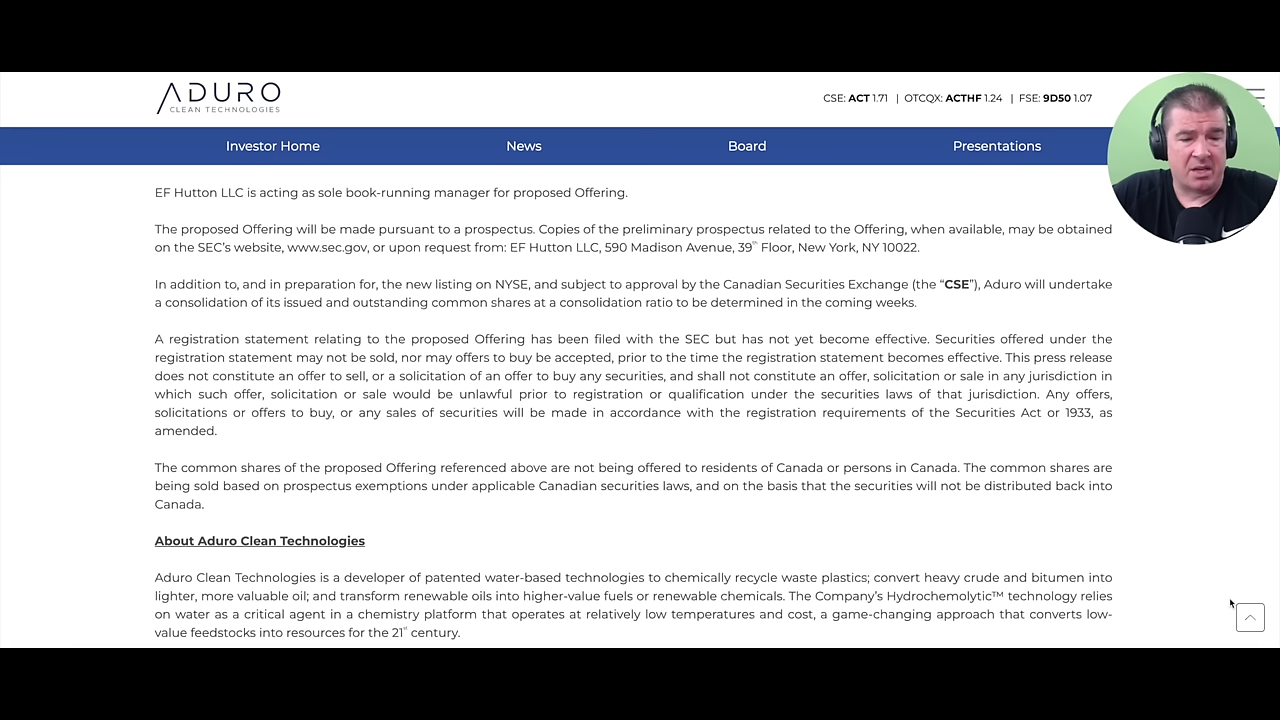 ADURO
CLEAN TECHNOLOGIES
CSE: ACT 1.71 | OTCQX: ACTHF 1.24 | FSE: 9D50 1.07
Investor Home News Board Presentations
EF Hutton LLC is acting as sole book-running manager for proposed Offering.
The proposed Offering will be made pursuant to a prospectus. Copies of the preliminary prospectus related to the Offering, when available, may be obtained
on the SEC's website, www.sec.gov, or upon request from: EF Hutton LLC, 590 Madison Avenue, 39th Floor, New York, NY 10022.
In addition to, and in preparation for, the new listing on NYSE, and subject to approval by the Canadian Securities Exchange (the “CSE”), Aduro will undertake
a consolidation of its issued and outstanding common shares at a consolidation ratio to be determined in the coming weeks.
A registration statement relating to the proposed Offering has been filed with the SEC but has not yet become effective. Securities offered under the
registration statement may not be sold, nor may offers to buy be accepted, prior to the time the registration statement becomes effective. This press release
does not constitute an offer to sell, or a solicitation of an offer to buy any securities, and shall not constitute an offer, solicitation or sale in any jurisdiction in
which such offer, solicitation or sale would be unlawful prior to registration or qualification under the securities laws of that jurisdiction. Any offers,
solicitations or offers to buy, or any sales of securities will be made in accordance with the registration requirements of the Securities Act or 1933, as
amended.
The common shares of the proposed Offering referenced above are not being offered to residents of Canada or persons in Canada. The common shares are
being sold based on prospectus exemptions under applicable Canadian securities laws, and on the basis that the securities will not be distributed back into
Canada.
About Aduro Clean Technologies
Aduro Clean Technologies is a developer of patented water-based technologies to chemically recycle waste plastics; convert heavy crude and bitumen into
lighter, more valuable oil; and transform renewable oils into higher-value fuels or renewable chemicals. The Company's Hydrochemolytic™ technology relies
on water as a critical agent in a chemistry platform that operates at relatively low temperatures and cost, a game-changing approach that converts low-
value feedstocks into resources for the 21st century.